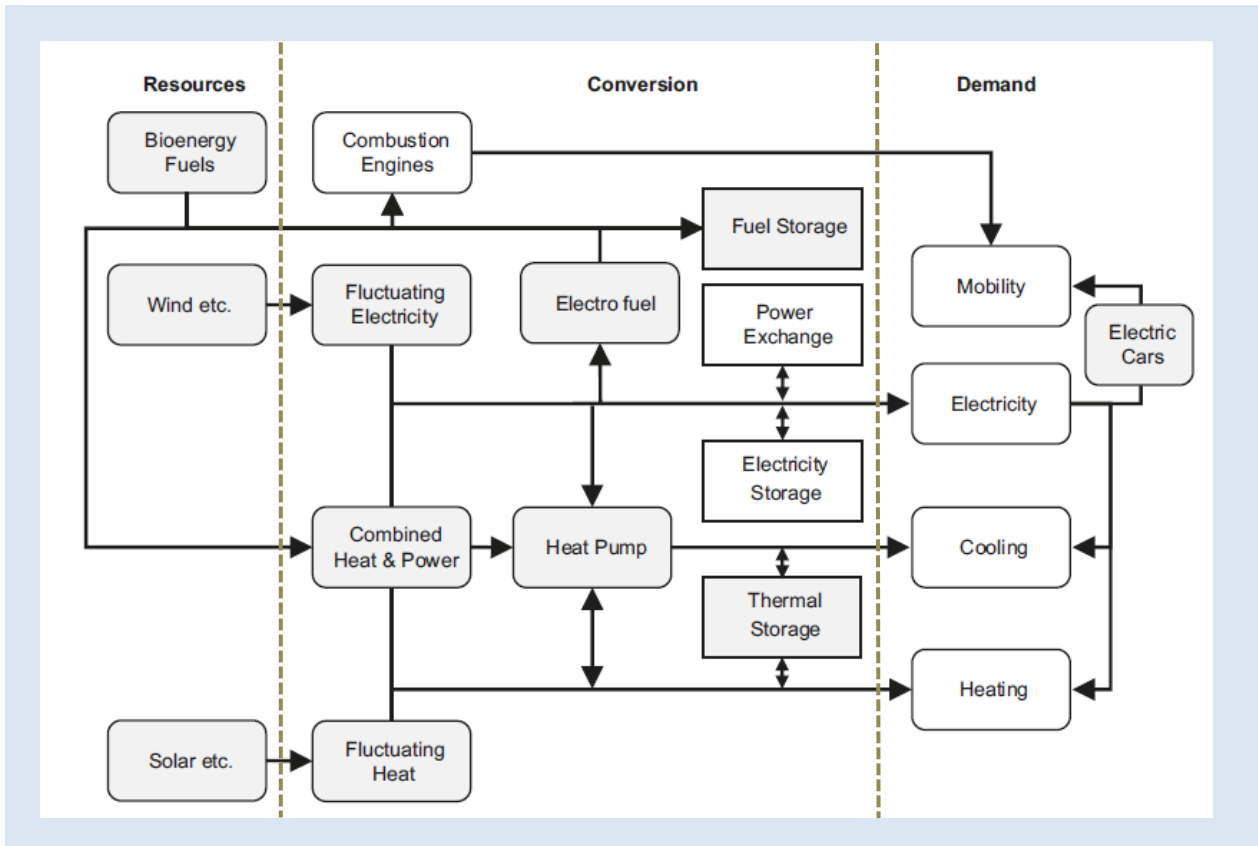 Resources
Conversion
Demand
Bioenergy
Fuels
Combustion
Engines
Fuel Storage
Wind etc.
Fluctuating
Electricity
Electro fuel
Power
Exchange
Mobility
Electric
Cars
Electricity
Electricity
Storage
Combined
Heat & Power
Heat Pump
Cooling
Thermal
Storage
Heating
Solar etc.
Fluctuating
Heat